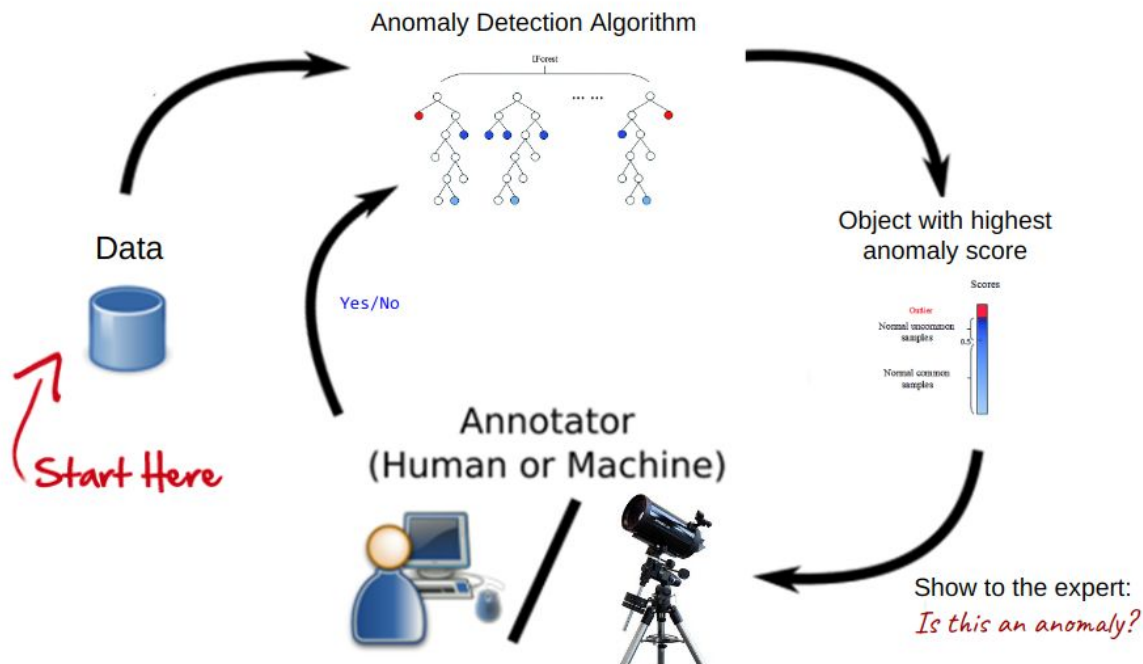 Anomaly Detection Algorithm
IForest
... ...
Data
Start Here
Yes/No
Object with highest
anomaly score
Scores
Outlier
Normal uncommon
samples
0.5
Normal common
samples
Annotator
(Human or Machine)
Show to the expert:
Is this an anomaly?